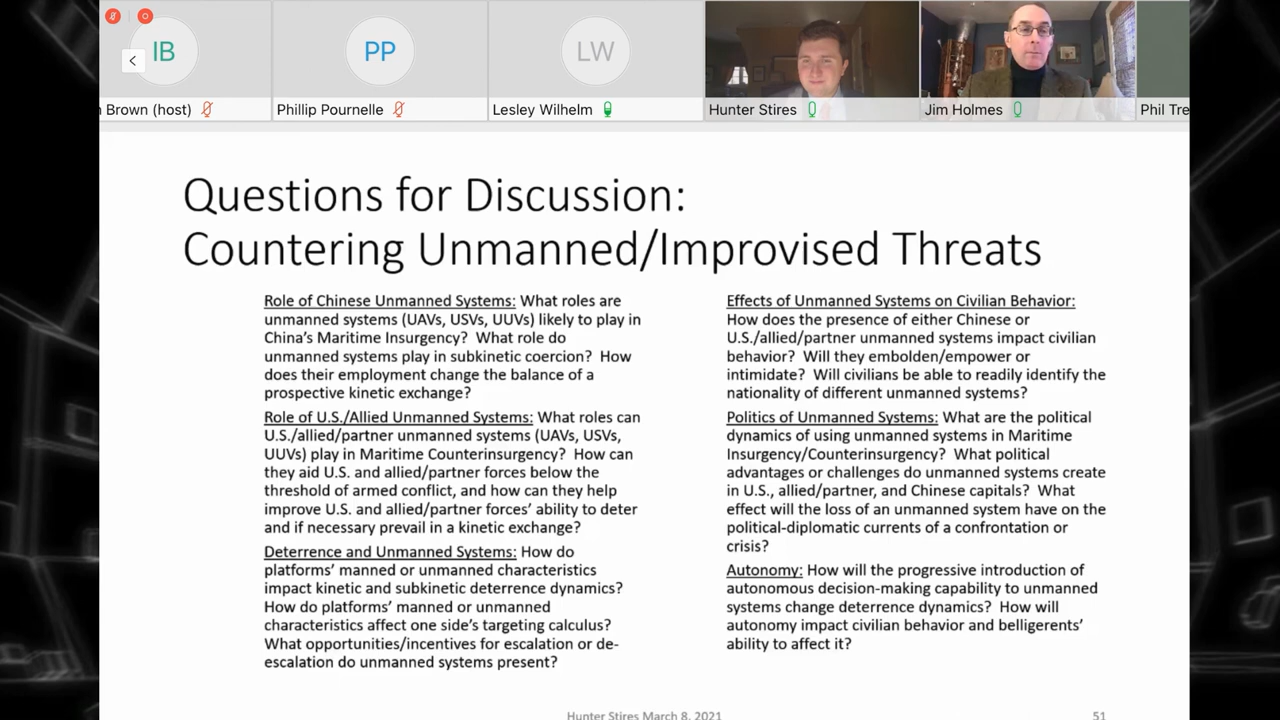 IB
PP
LW
n Brown (host)
Phillip Pournelle
Lesley Wilhelm
Hunter Stires
Jim Holmes
Phil Tre
Questions for Discussion:
Countering Unmanned/Improvised Threats
Role of Chinese Unmanned Systems: What roles are
unmanned systems (UAVs, USVs, UUVs) likely to play in
China's Maritime Insurgency? What role do
unmanned systems play in subkinetic coercion? How
does their employment change the balance of a
prospective kinetic exchange?
Role of U.S./Allied Unmanned Systems: What roles can
U.S./allied/partner unmanned systems (UAVs, USVs,
UUVs) play in Maritime Counterinsurgency? How can
they aid U.S. and allied/partner forces below the
threshold of armed conflict, and how can they help
improve U.S. and allied/partner forces' ability to deter
and if necessary prevail in a kinetic exchange?
Deterrence and Unmanned Systems: How do
platforms' manned or unmanned characteristics
impact kinetic and subkinetic deterrence dynamics?
How do platforms' manned or unmanned
characteristics affect one side's targeting calculus?
What opportunities/incentives for escalation or de-
escalation do unmanned systems present?
Effects of Unmanned Systems on Civilian Behavior:
How does the presence of either Chinese or
U.S./allied/partner unmanned systems impact civilian
behavior? Will they embolden/empower or
intimidate? Will civilians be able to readily identify the
nationality of different unmanned systems?
Politics of Unmanned Systems: What are the political
dynamics of using unmanned systems in Maritime
Insurgency/Counterinsurgency? What political
advantages or challenges do unmanned systems create
in U.S., allied/partner, and Chinese capitals? What
effect will the loss of an unmanned system have on the
political-diplomatic currents of a confrontation or
crisis?
Autonomy: How will the progressive introduction of
autonomous decision-making capability to unmanned
systems change deterrence dynamics? How will
autonomy impact civilian behavior and belligerents'
ability to affect it?
Hunter Stires March 8, 2021
51